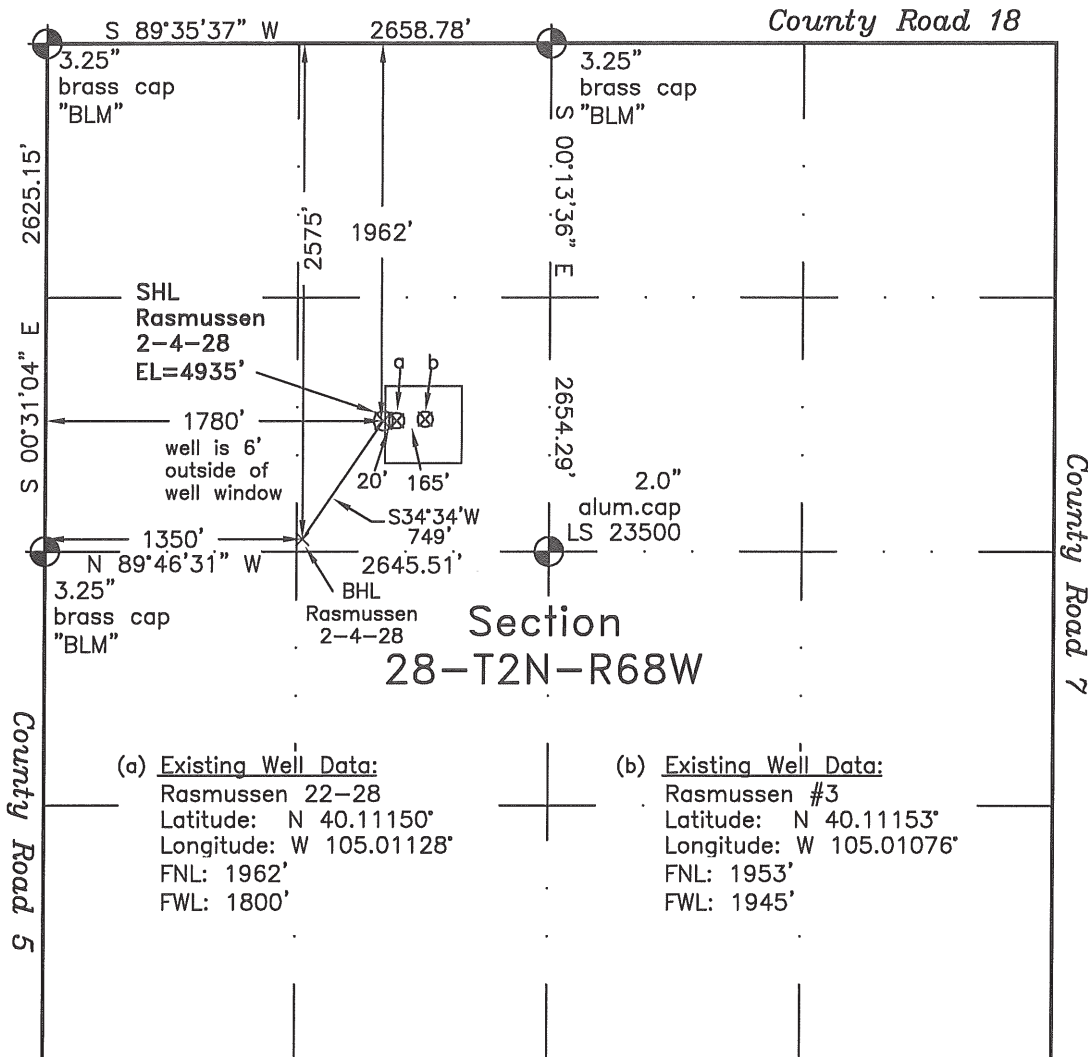 County Road 18
S 89°35'37" W 2658.78'
3.25"
brass cap
"BLM"
3.25"
brass cap
"BLM"
2625.15'
S 00°31'04" E
S 00°13'36" E
2654.29'
2575'
1962'
SHL
Rasmussen
2-4-28
EL=4935'
a b
1780'
well is 6'
outside of
well window
20' 165'
S34°34'W
749'
2.0"
alum.cap
LS 23500
1350'
N 89°46'31" W 2645.51'
3.25"
brass cap
"BLM"
BHL
Rasmussen
2-4-28
Section
28-T2N-R68W
County Road 7
County Road 5
(a) Existing Well Data:
Rasmussen 22-28
Latitude: N 40.11150°
Longitude: W 105.01128°
FNL: 1962'
FWL: 1800'
(b) Existing Well Data:
Rasmussen #3
Latitude: N 40.11153°
Longitude: W 105.01076°
FNL: 1953'
FWL: 1945'